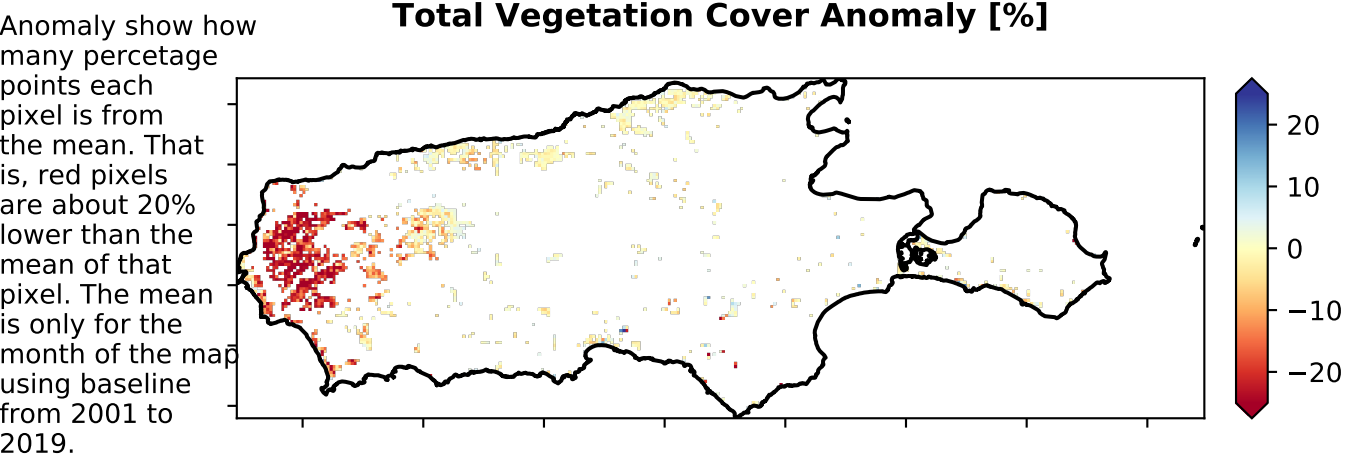 Total Vegetation Cover Anomaly [%]
Anomaly show how
many percetage
points each
pixel is from
the mean. That
is, red pixels
are about 20%
lower than the
mean of that
pixel. The mean
is only for the
month of the map
using baseline
from 2001 to
2019.
20
10
0
−10
−20